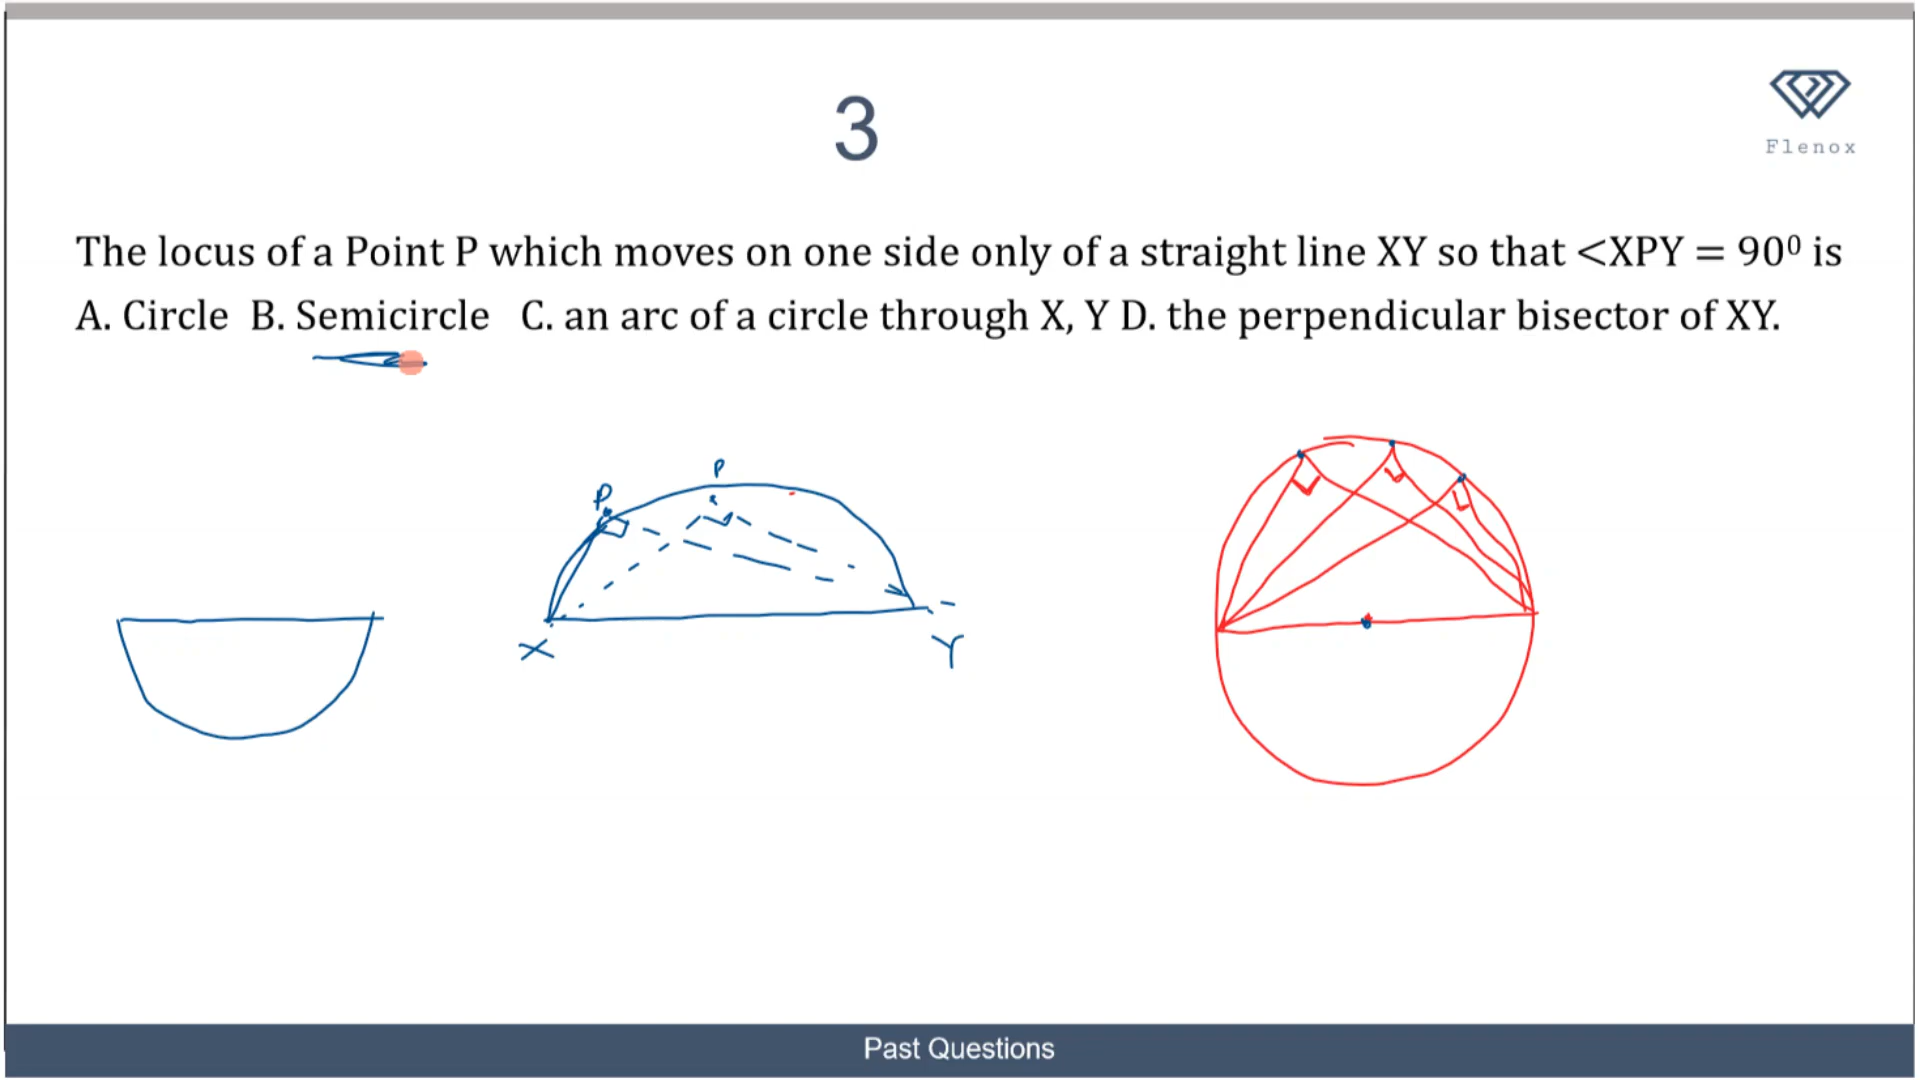 3
Flenox
The locus of a Point P which moves on one side only of a straight line XY so that <XPY = 90⁰ is
A. Circle B. Semicircle C. an arc of a circle through X, Y D. the perpendicular bisector of XY.
P
P
X
Y
Past Questions